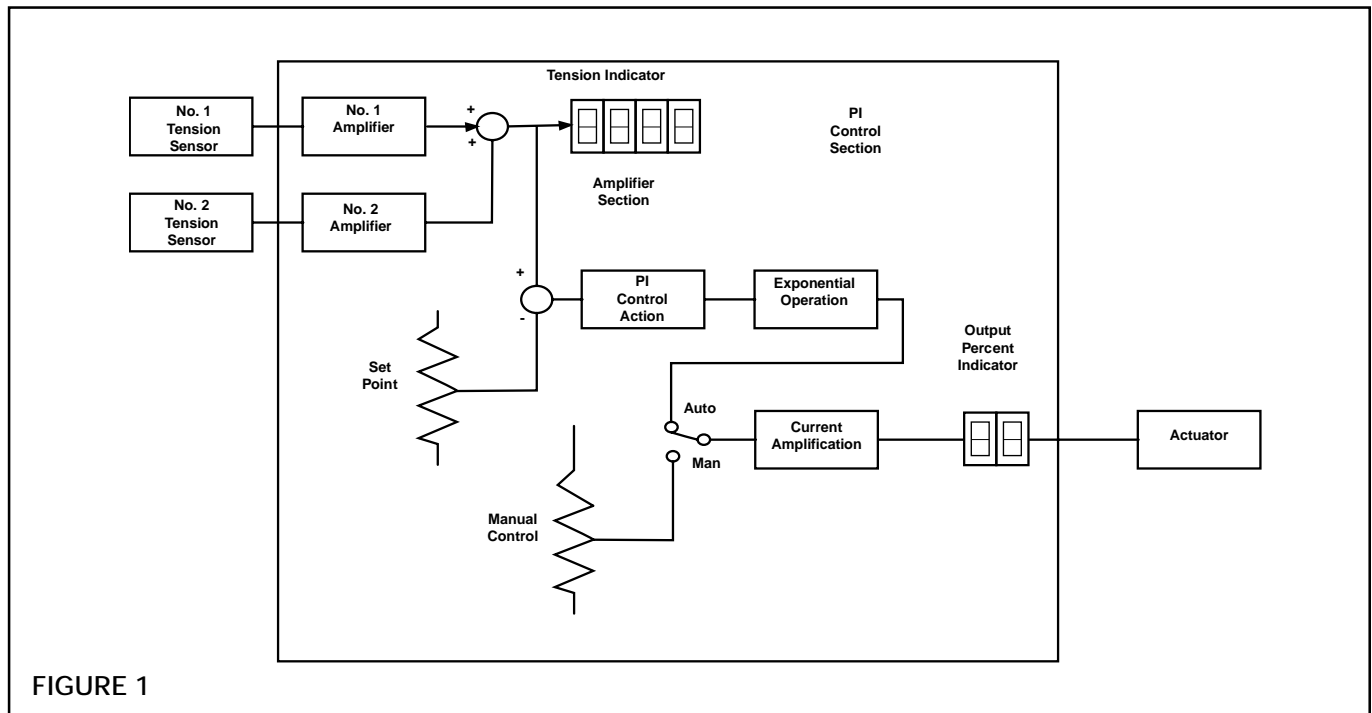 Tension Indicator
No. 1
Tension
Sensor
No. 1
Amplifier
+
+
PI
Control
Section
Amplifier
Section
No. 2
Tension
Sensor
No. 2
Amplifier
+
-
PI
Control
Action
Exponential
Operation
Set
Point
Output
Percent
Indicator
Auto
Man
Current
Amplification
Actuator
Manual
Control
FIGURE 1